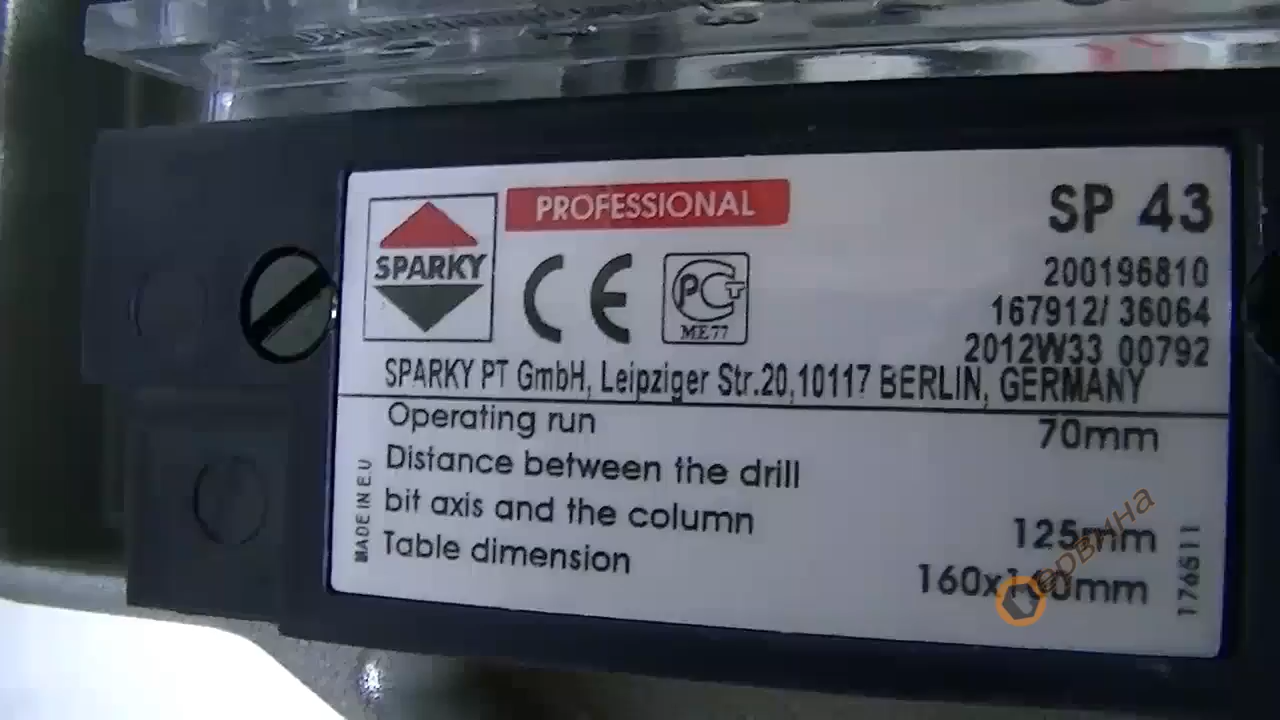 PROFESSIONAL
SP 43
SPARKY
CE
PCT
ME77
200196810
167912/ 36064
2012W33 00792
SPARKY PT GmbH, Leipziger Str.20,10117 BERLIN, GERMANY
Operating run 70mm
Distance between the drill
bit axis and the column 125mm
Table dimension 160x160mm
MADE IN E.U
176511
ервина